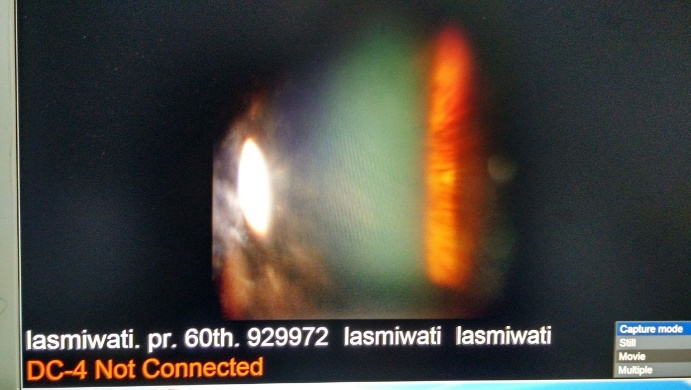 lasmiwati. pr. 60th. 929972 lasmiwati lasmiwati
DC-4 Not Connected
Capture mode
Still
Movie
Multiple